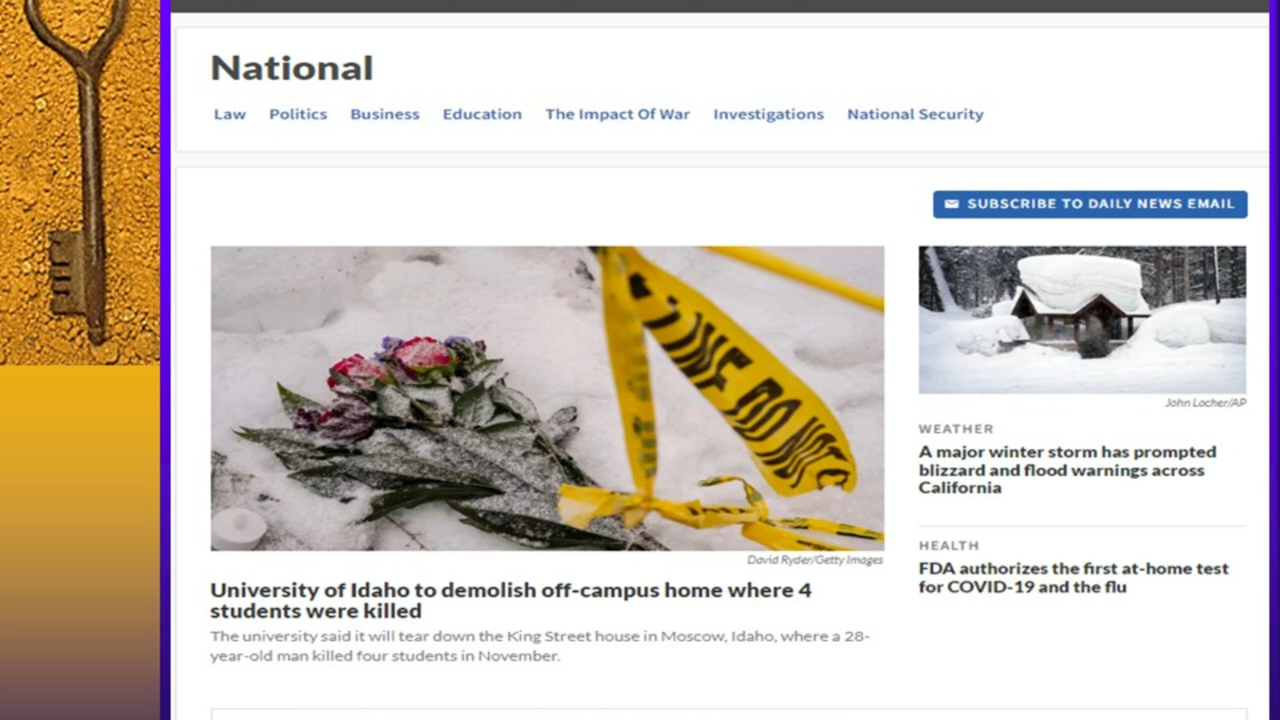 National
Law Politics Business Education The Impact Of War Investigations National Security
SUBSCRIBE TO DAILY NEWS EMAIL
LINE DO NOT C
David Ryder/Getty Images
University of Idaho to demolish off-campus home where 4
students were killed
The university said it will tear down the King Street house in Moscow, Idaho, where a 28-
year-old man killed four students in November.
John Locher/AP
WEATHER
A major winter storm has prompted
blizzard and flood warnings across
California
HEALTH
FDA authorizes the first at-home test
for COVID-19 and the flu